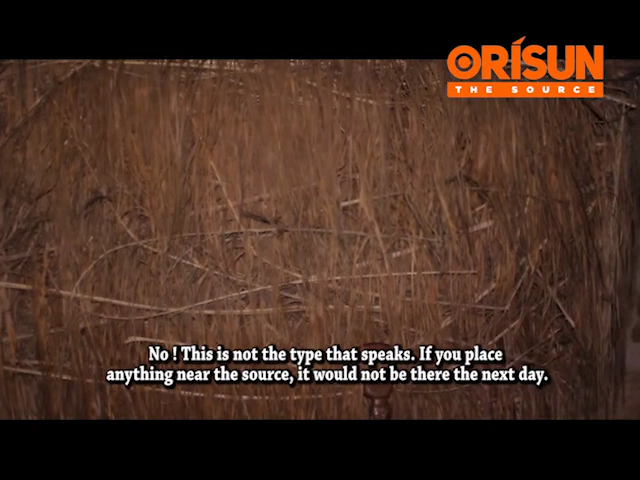 ORÍSUN
THE SOURCE
No ! This is not the type that speaks. If you place
anything near the source, it would not be there the next day.